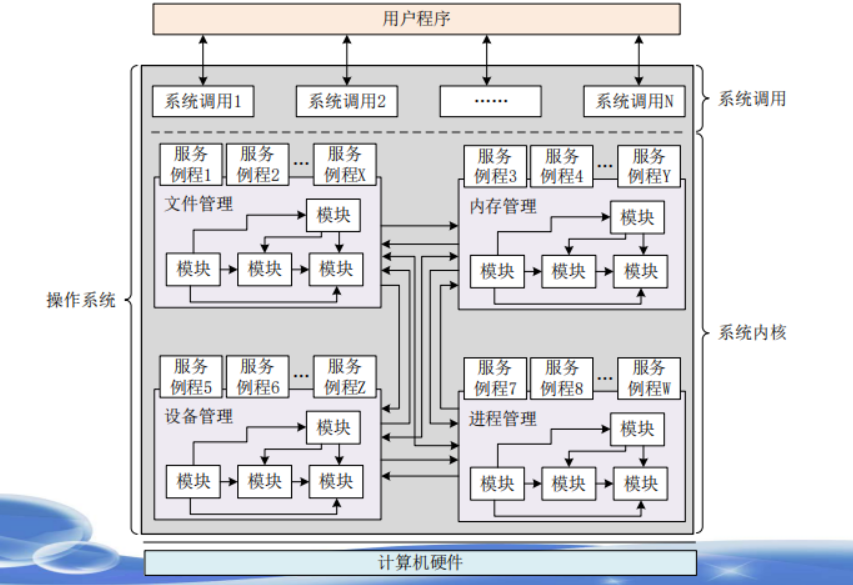 用户程序
系统调用1
系统调用2
……
系统调用N
系统调用
服务
例程1
服务
例程2
…
服务
例程X
文件管理
模块
模块
模块
模块
服务
例程3
服务
例程4
…
服务
例程Y
内存管理
模块
模块
模块
模块
操作系统
系统内核
服务
例程5
服务
例程6
…
服务
例程Z
设备管理
模块
模块
模块
模块
服务
例程7
服务
例程8
…
服务
例程W
进程管理
模块
模块
模块
模块
计算机硬件